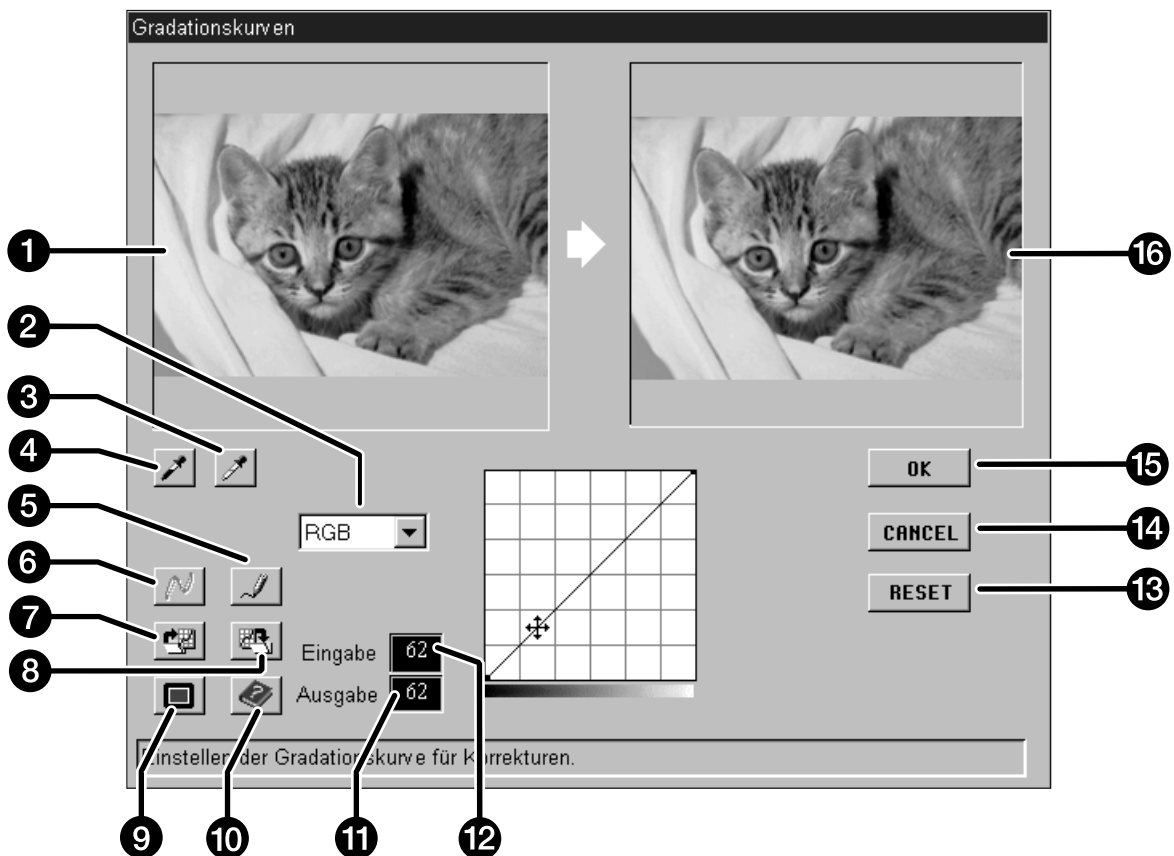 Gradationskurven
1
2
3
4
5
6
7
8
9
10
11
12
13
14
15
16
RGB
OK
CANCEL
RESET
Eingabe 62
Ausgabe 62
Einstellen der Gradationskurve für Korrekturen.